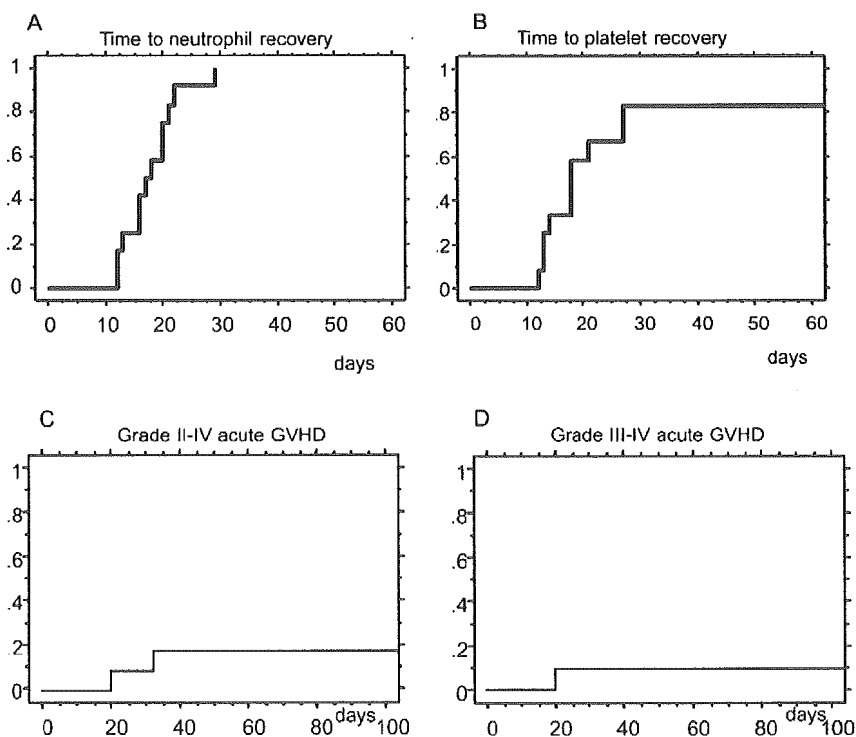 A
Time to neutrophil recovery
1
.8
.6
.4
.2
0
0 10 20 30 40 50 60
days
B
Time to platelet recovery
1
.8
.6
.4
.2
0
0 10 20 30 40 50 60
days
C
Grade II-IV acute GVHD
1
.8
.6
.4
.2
0
0 20 40 60 80 100
days
D
Grade III-IV acute GVHD
1
.8
.6
.4
.2
0
0 20 40 60 80 100
days